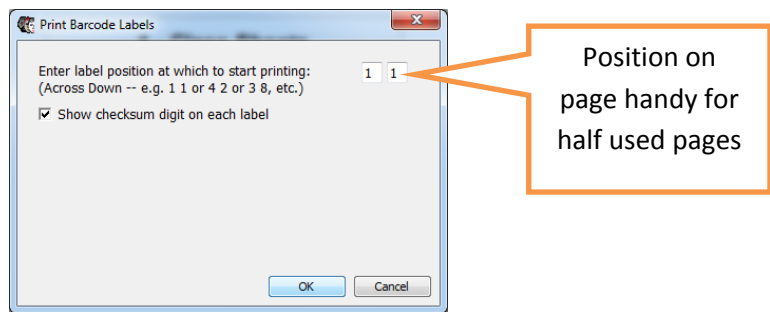 Print Barcode Labels
Enter label position at which to start printing: 1 1
(Across Down -- e.g. 1 1 or 4 2 or 3 8, etc.)
Show checksum digit on each label
OK Cancel
Position on
page handy for
half used pages